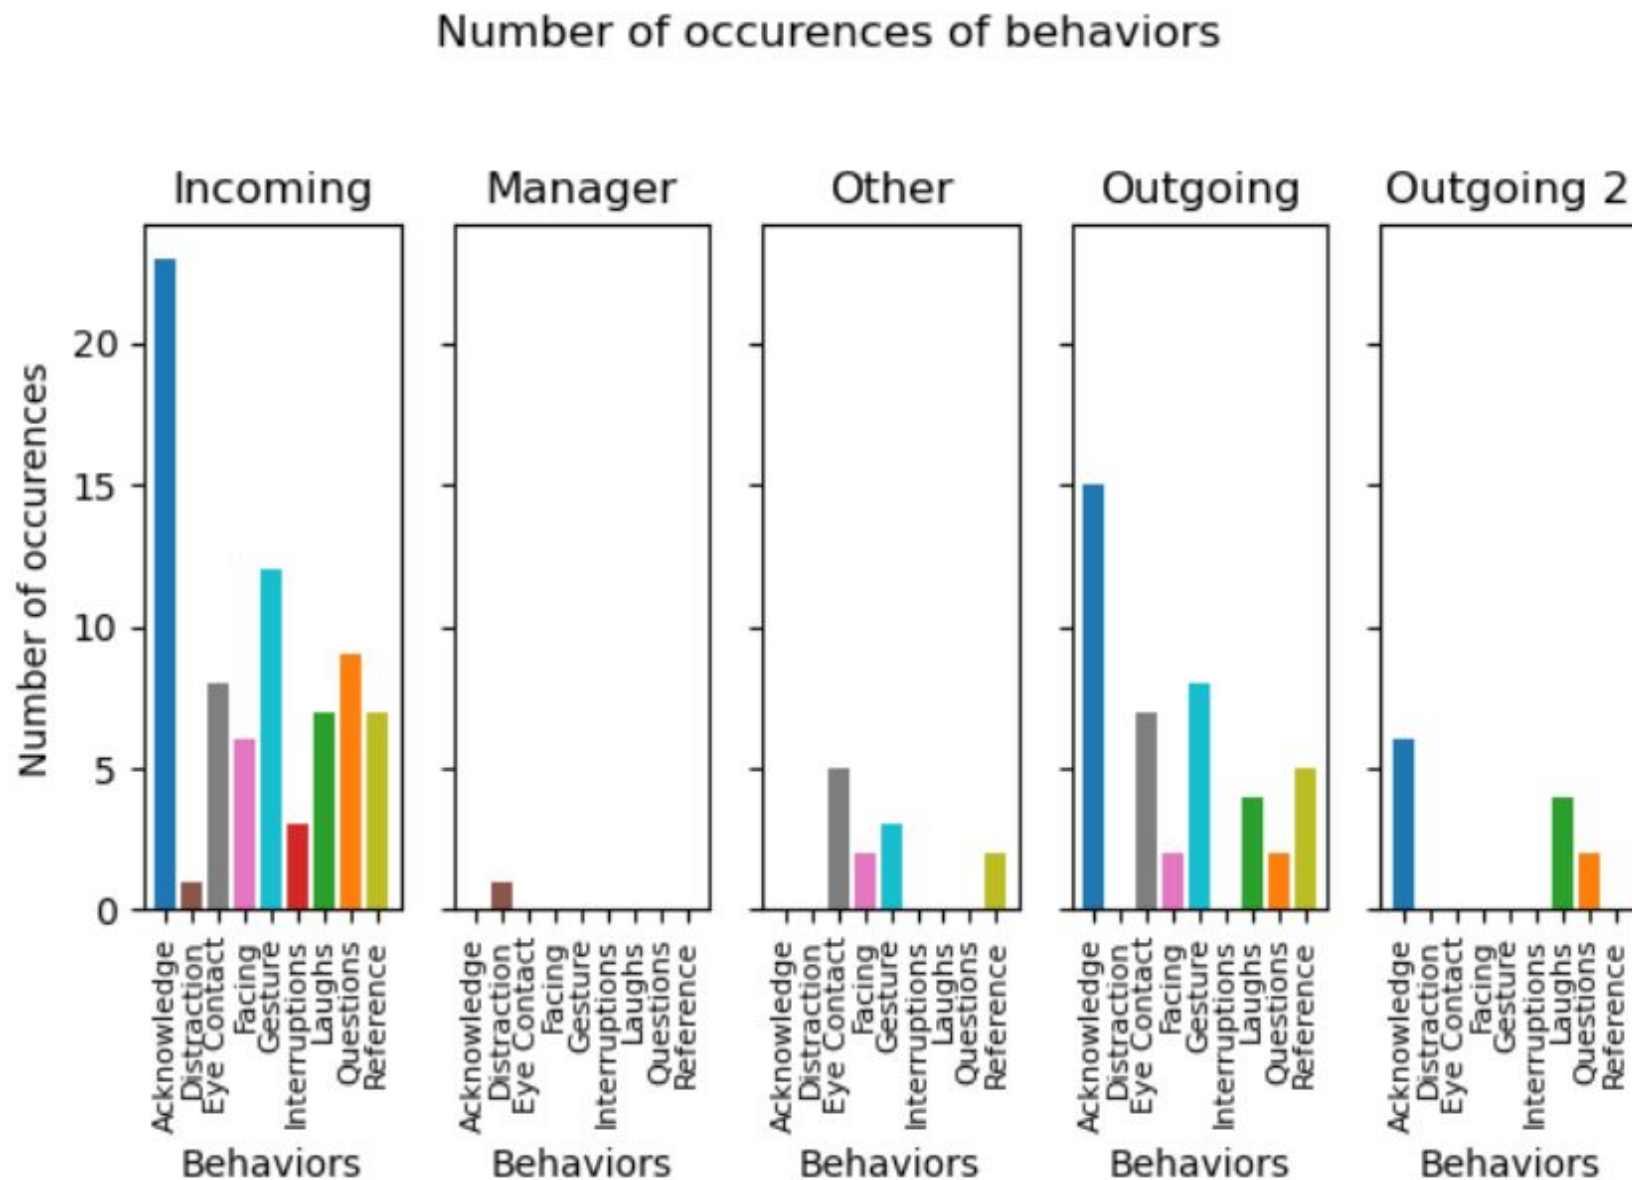 Number of occurences of behaviors
Incoming
Manager
Other
Outgoing
Outgoing 2
Number of occurences
20
15
10
5
0
Acknowledge
Distraction
Eye Contact
Facing
Gesture
Interruptions
Laughs
Questions
Reference
Acknowledge
Distraction
Eye Contact
Facing
Gesture
Interruptions
Laughs
Questions
Reference
Acknowledge
Distraction
Eye Contact
Facing
Gesture
Interruptions
Laughs
Questions
Reference
Acknowledge
Distraction
Eye Contact
Facing
Gesture
Interruptions
Laughs
Questions
Reference
Acknowledge
Distraction
Eye Contact
Facing
Gesture
Interruptions
Laughs
Questions
Reference
Behaviors
Behaviors
Behaviors
Behaviors
Behaviors